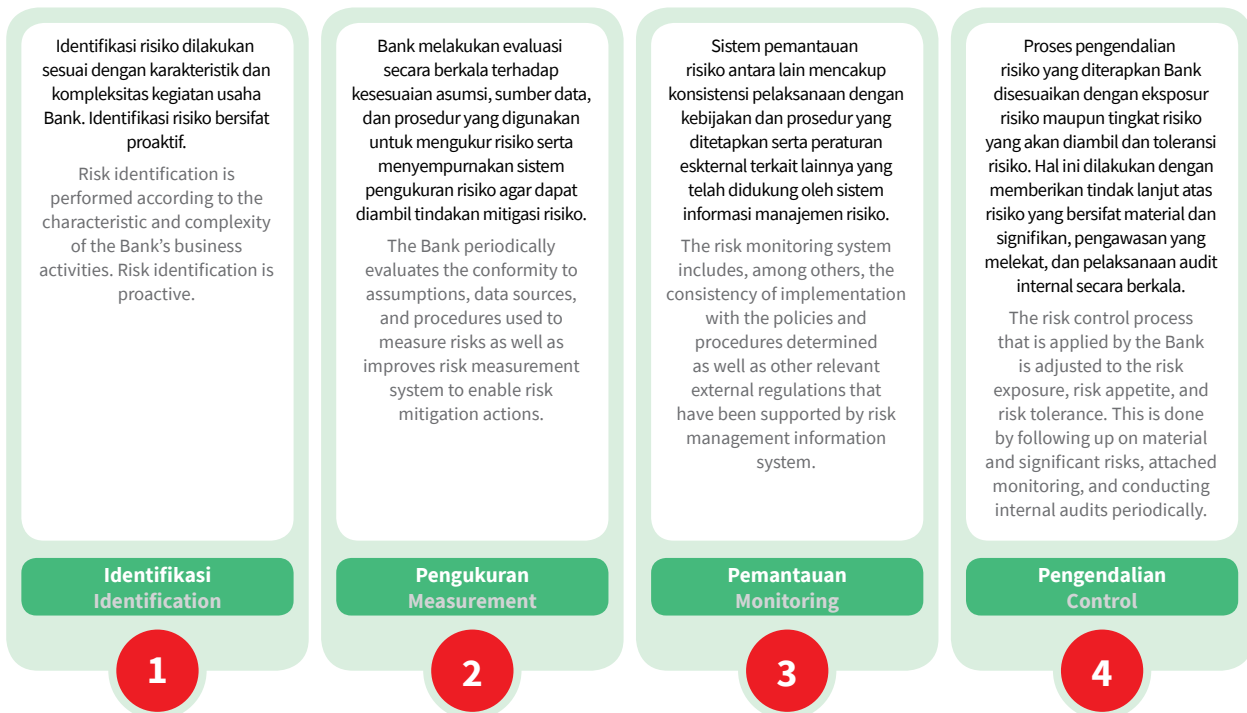 Identifikasi risiko dilakukan
sesuai dengan karakteristik dan
kompleksitas kegiatan usaha
Bank. Identifikasi risiko bersifat
proaktif.
Risk identification is
performed according to the
characteristic and complexity
of the Bank's business
activities. Risk identification is
proactive.
Identifikasi
Identification
1
Bank melakukan evaluasi
secara berkala terhadap
kesesuaian asumsi, sumber data,
dan prosedur yang digunakan
untuk mengukur risiko serta
menyempurnakan sistem
pengukuran risiko agar dapat
diambil tindakan mitigasi risiko.
The Bank periodically
evaluates the conformity to
assumptions, data sources,
and procedures used to
measure risks as well as
improves risk measurement
system to enable risk
mitigation actions.
Pengukuran
Measurement
2
Sistem pemantauan
risiko antara lain mencakup
konsistensi pelaksanaan dengan
kebijakan dan prosedur yang
ditetapkan serta peraturan
eskternal terkait lainnya yang
telah didukung oleh sistem
informasi manajemen risiko.
The risk monitoring system
includes, among others, the
consistency of implementation
with the policies and
procedures determined
as well as other relevant
external regulations that
have been supported by risk
management information
system.
Pemantauan
Monitoring
3
Proses pengendalian
risiko yang diterapkan Bank
disesuaikan dengan eksposur
risiko maupun tingkat risiko
yang akan diambil dan toleransi
risiko. Hal ini dilakukan dengan
memberikan tindak lanjut atas
risiko yang bersifat material dan
signifikan, pengawasan yang
melekat, dan pelaksanaan audit
internal secara berkala.
The risk control process
that is applied by the Bank
is adjusted to the risk
exposure, risk appetite, and
risk tolerance. This is done
by following up on material
and significant risks, attached
monitoring, and conducting
internal audits periodically.
Pengendalian
Control
4